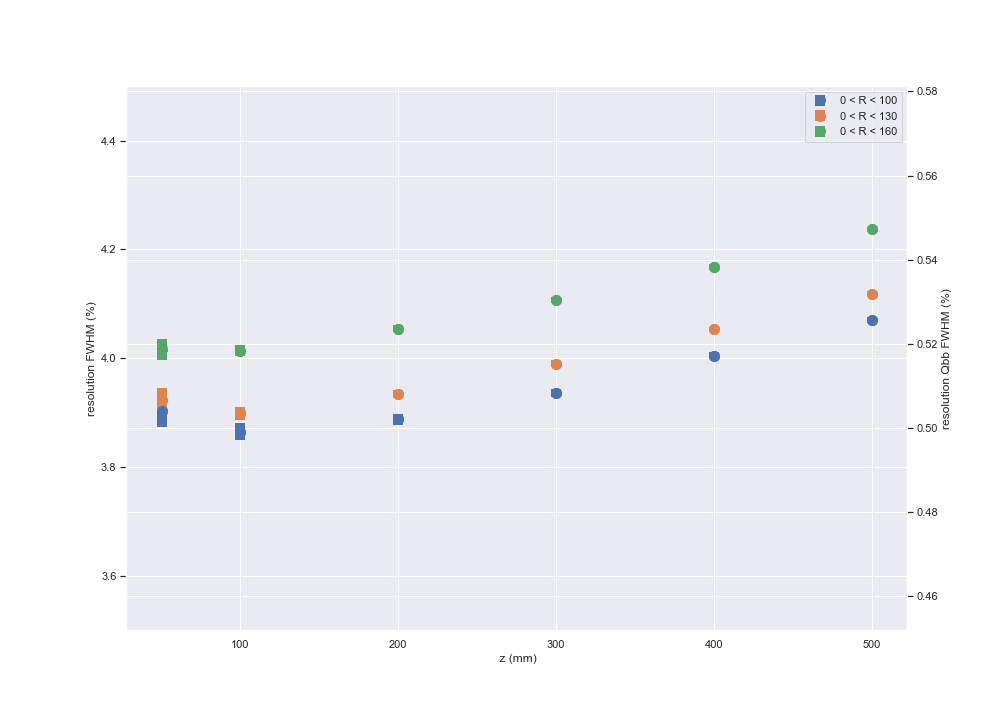 0 < R < 100
0 < R < 130
0 < R < 160
resolution FWHM (%)
4.4
4.2
4.0
3.8
3.6
0.58
0.56
0.54
0.52
0.50
0.48
0.46
resolution Qbb FWHM (%)
100
200
300
400
500
z (mm)